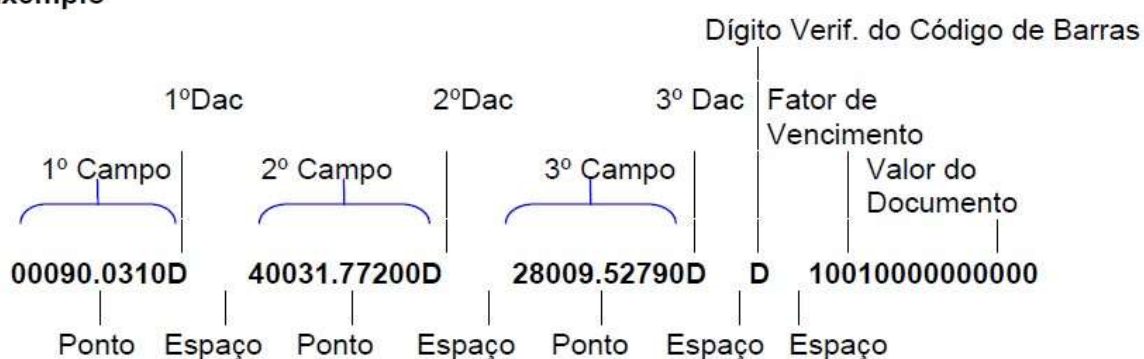 Dígito Verif. do Código de Barras
1ºDac 2ºDac 3º Dac Fator de
Vencimento
1º Campo 2º Campo 3º Campo Valor do
Documento
00090.0310D 40031.77200D 28009.52790D D 10010000000000
Ponto Espaço Ponto Espaço Ponto Espaço Espaço